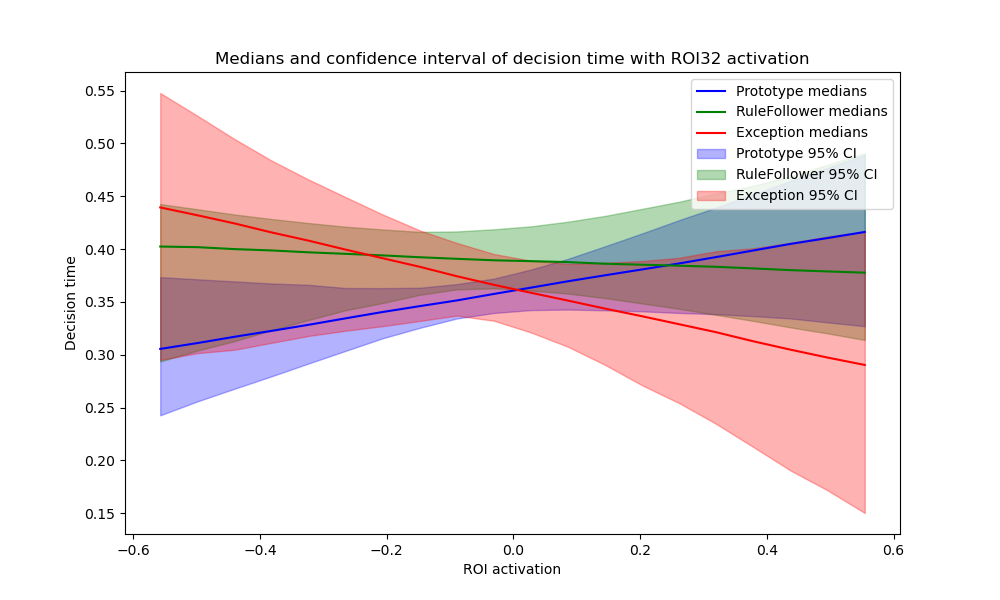 Medians and confidence interval of decision time with ROI32 activation
Prototype medians
RuleFollower medians
Exception medians
Prototype 95% CI
RuleFollower 95% CI
Exception 95% CI
Decision time
0.55
0.50
0.45
0.40
0.35
0.30
0.25
0.20
0.15
−0.6 −0.4 −0.2 0.0 0.2 0.4 0.6
ROI activation